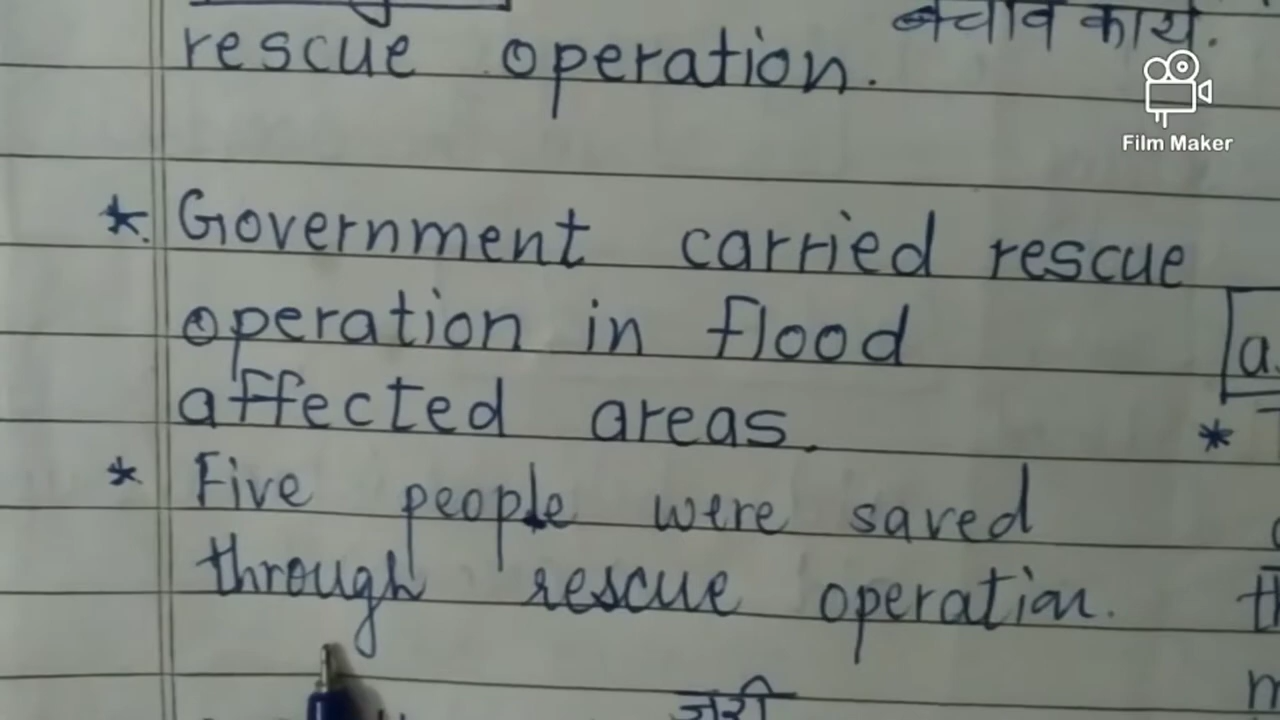 बचाव कार्य.
rescue operation.
Film Maker
* Government carried rescue
operation in flood
affected areas.
* Five people were saved
through rescue operation.
a.
*